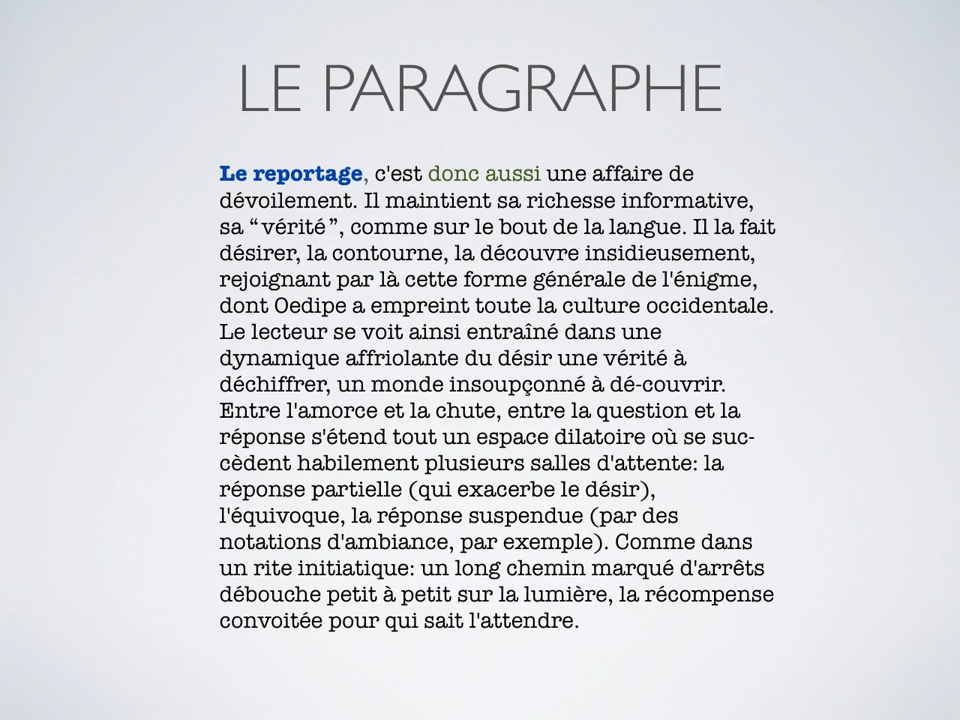 LE PARAGRAPHE
Le reportage, c'est donc aussi une affaire de
dévoilement. Il maintient sa richesse informative,
sa “vérité”, comme sur le bout de la langue. Il la fait
désirer, la contourne, la découvre insidieusement,
rejoignant par là cette forme générale de l'énigme,
dont Oedipe a empreint toute la culture occidentale.
Le lecteur se voit ainsi entraîné dans une
dynamique affriolante du désir une vérité à
déchiffrer, un monde insoupçonné à dé-couvrir.
Entre l'amorce et la chute, entre la question et la
réponse s'étend tout un espace dilatoire où se suc-
cèdent habilement plusieurs salles d'attente: la
réponse partielle (qui exacerbe le désir),
l'équivoque, la réponse suspendue (par des
notations d'ambiance, par exemple). Comme dans
un rite initiatique: un long chemin marqué d'arrêts
débouche petit à petit sur la lumière, la récompense
convoitée pour qui sait l'attendre.